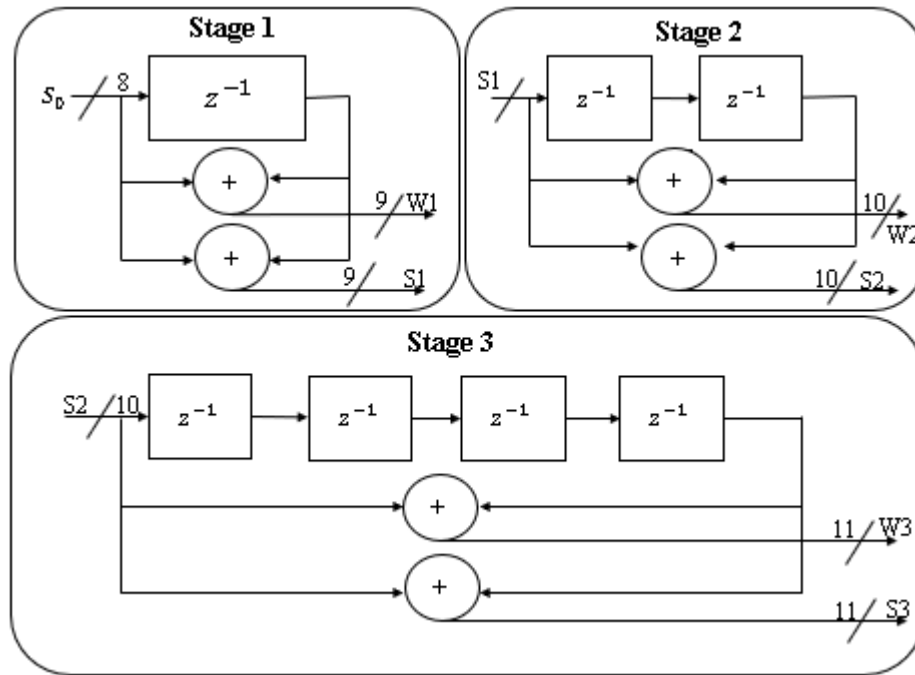 Stage 1
S_D 8 z^{-1}
+
9 W1
+
9 S1
Stage 2
S1 z^{-1} z^{-1}
+
10 W2
+
10 S2
Stage 3
S2 10 z^{-1} z^{-1} z^{-1} z^{-1}
+
11 W3
+
11 S3